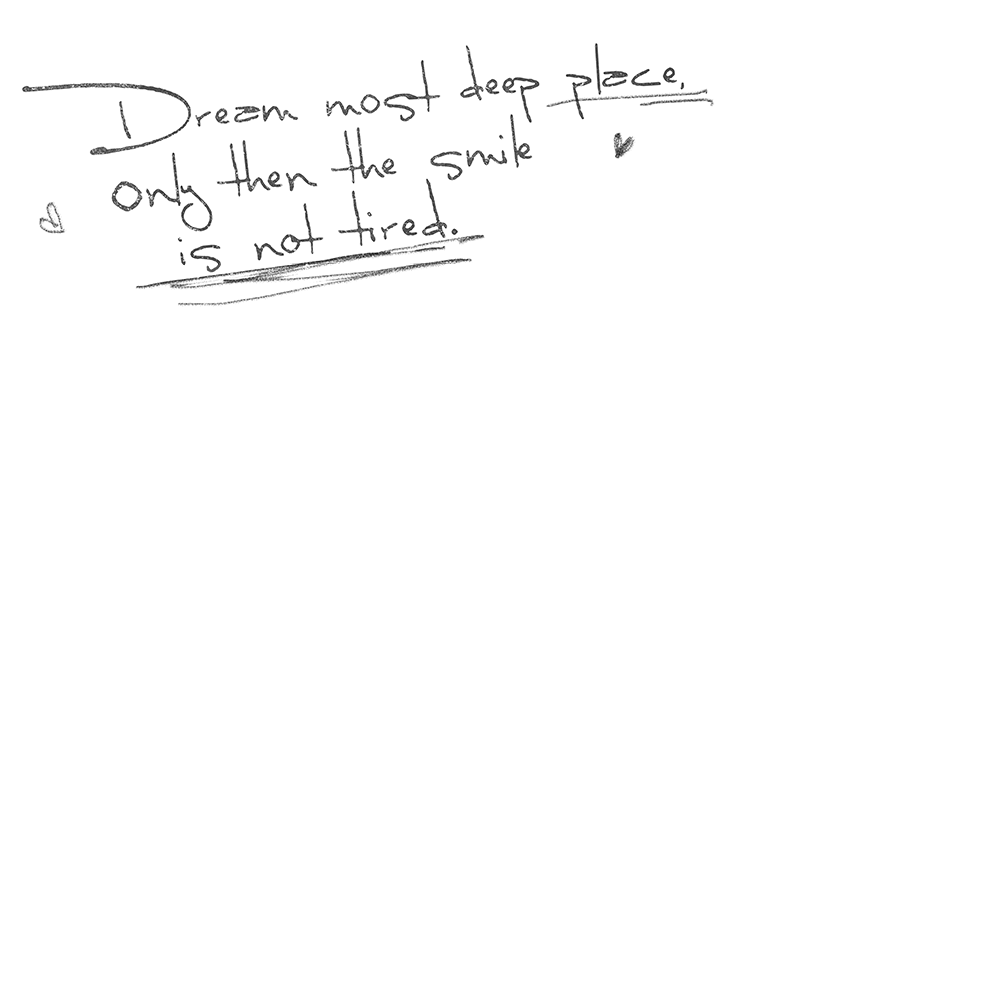 Dream most deep place,
only then the smile
is not tired.